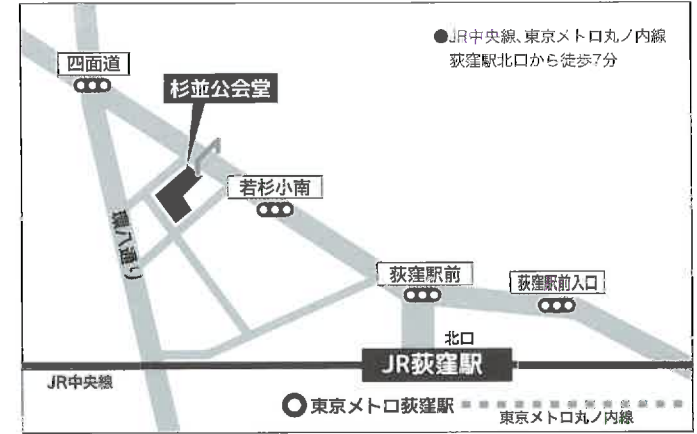 ●JR中央線、東京メトロ丸ノ内線
荻窪駅北口から徒歩7分
四面道
杉並公会堂
若杉小南
環八通り
荻窪駅前
荻窪駅前入口
北口
JR荻窪駅
JR中央線
東京メトロ荻窪駅
東京メトロ丸ノ内線